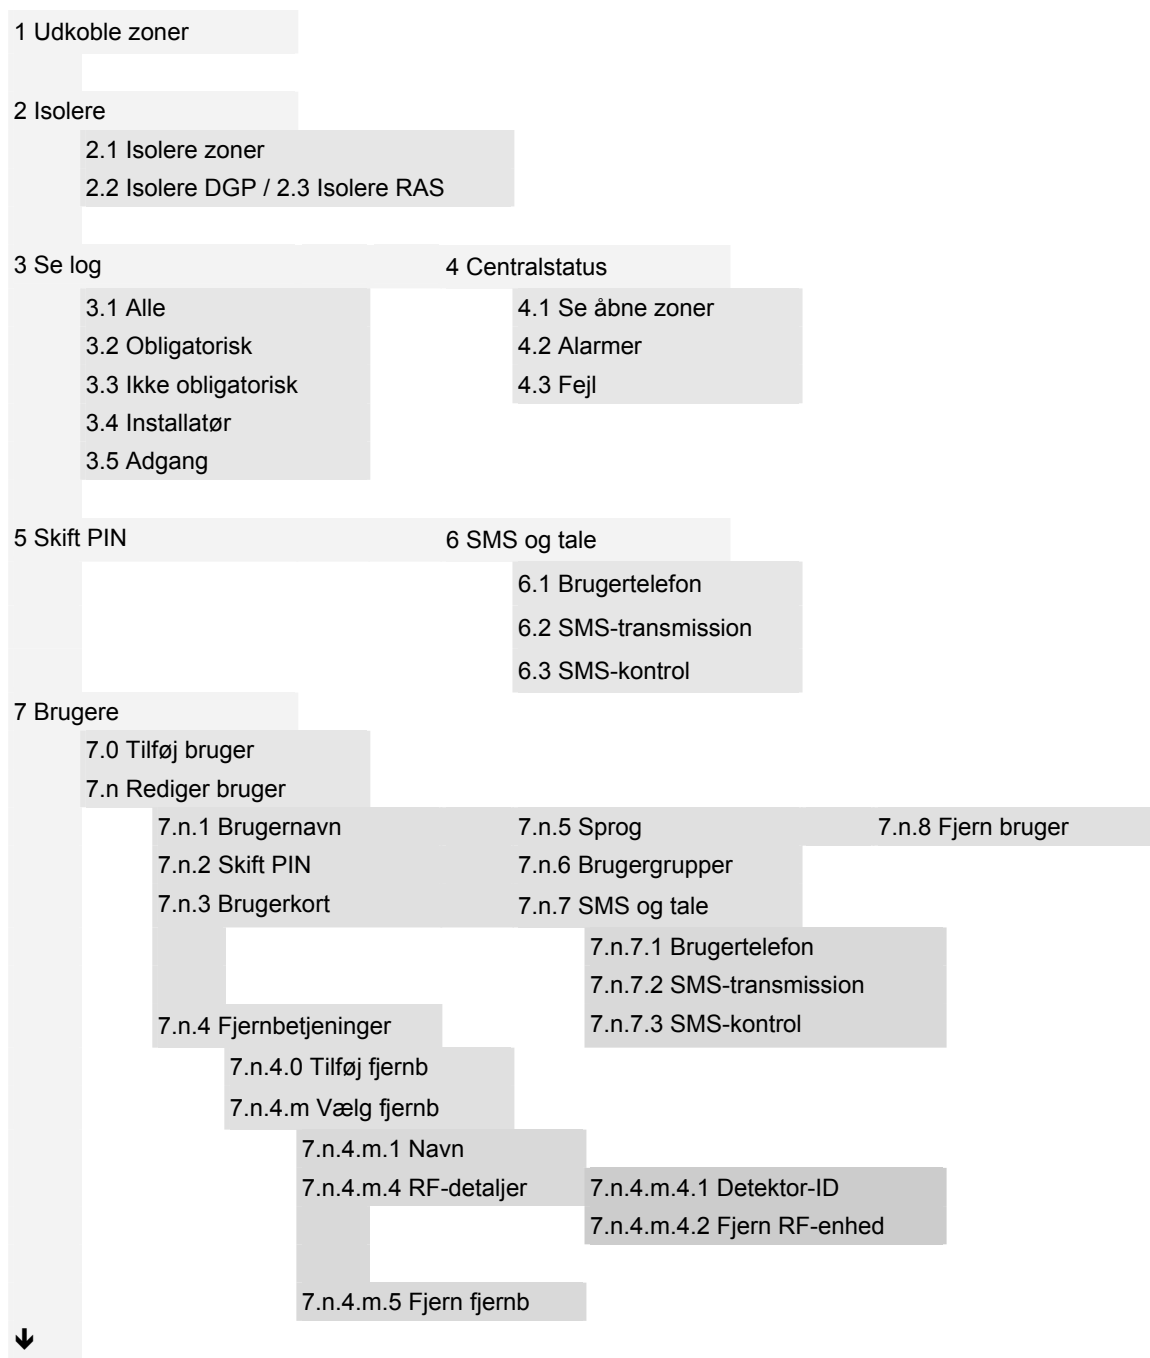 1 Udkoble zoner
2 Isolere
2.1 Isolere zoner
2.2 Isolere DGP / 2.3 Isolere RAS
3 Se log
3.1 Alle
3.2 Obligatorisk
3.3 Ikke obligatorisk
3.4 Installatør
3.5 Adgang
4 Centralstatus
4.1 Se åbne zoner
4.2 Alarmer
4.3 Fejl
5 Skift PIN
6 SMS og tale
6.1 Brugertelefon
6.2 SMS-transmission
6.3 SMS-kontrol
7 Brugere
7.0 Tilføj bruger
7.n Rediger bruger
7.n.1 Brugernavn
7.n.2 Skift PIN
7.n.3 Brugerkort
7.n.4 Fjernbetjeninger
7.n.4.0 Tilføj fjernb
7.n.4.m Vælg fjernb
7.n.4.m.1 Navn
7.n.4.m.4 RF-detaljer
7.n.4.m.4.1 Detektor-ID
7.n.4.m.4.2 Fjern RF-enhed
7.n.4.m.5 Fjern fjernb
7.n.5 Sprog
7.n.6 Brugergrupper
7.n.7 SMS og tale
7.n.7.1 Brugertelefon
7.n.7.2 SMS-transmission
7.n.7.3 SMS-kontrol
7.n.8 Fjern bruger